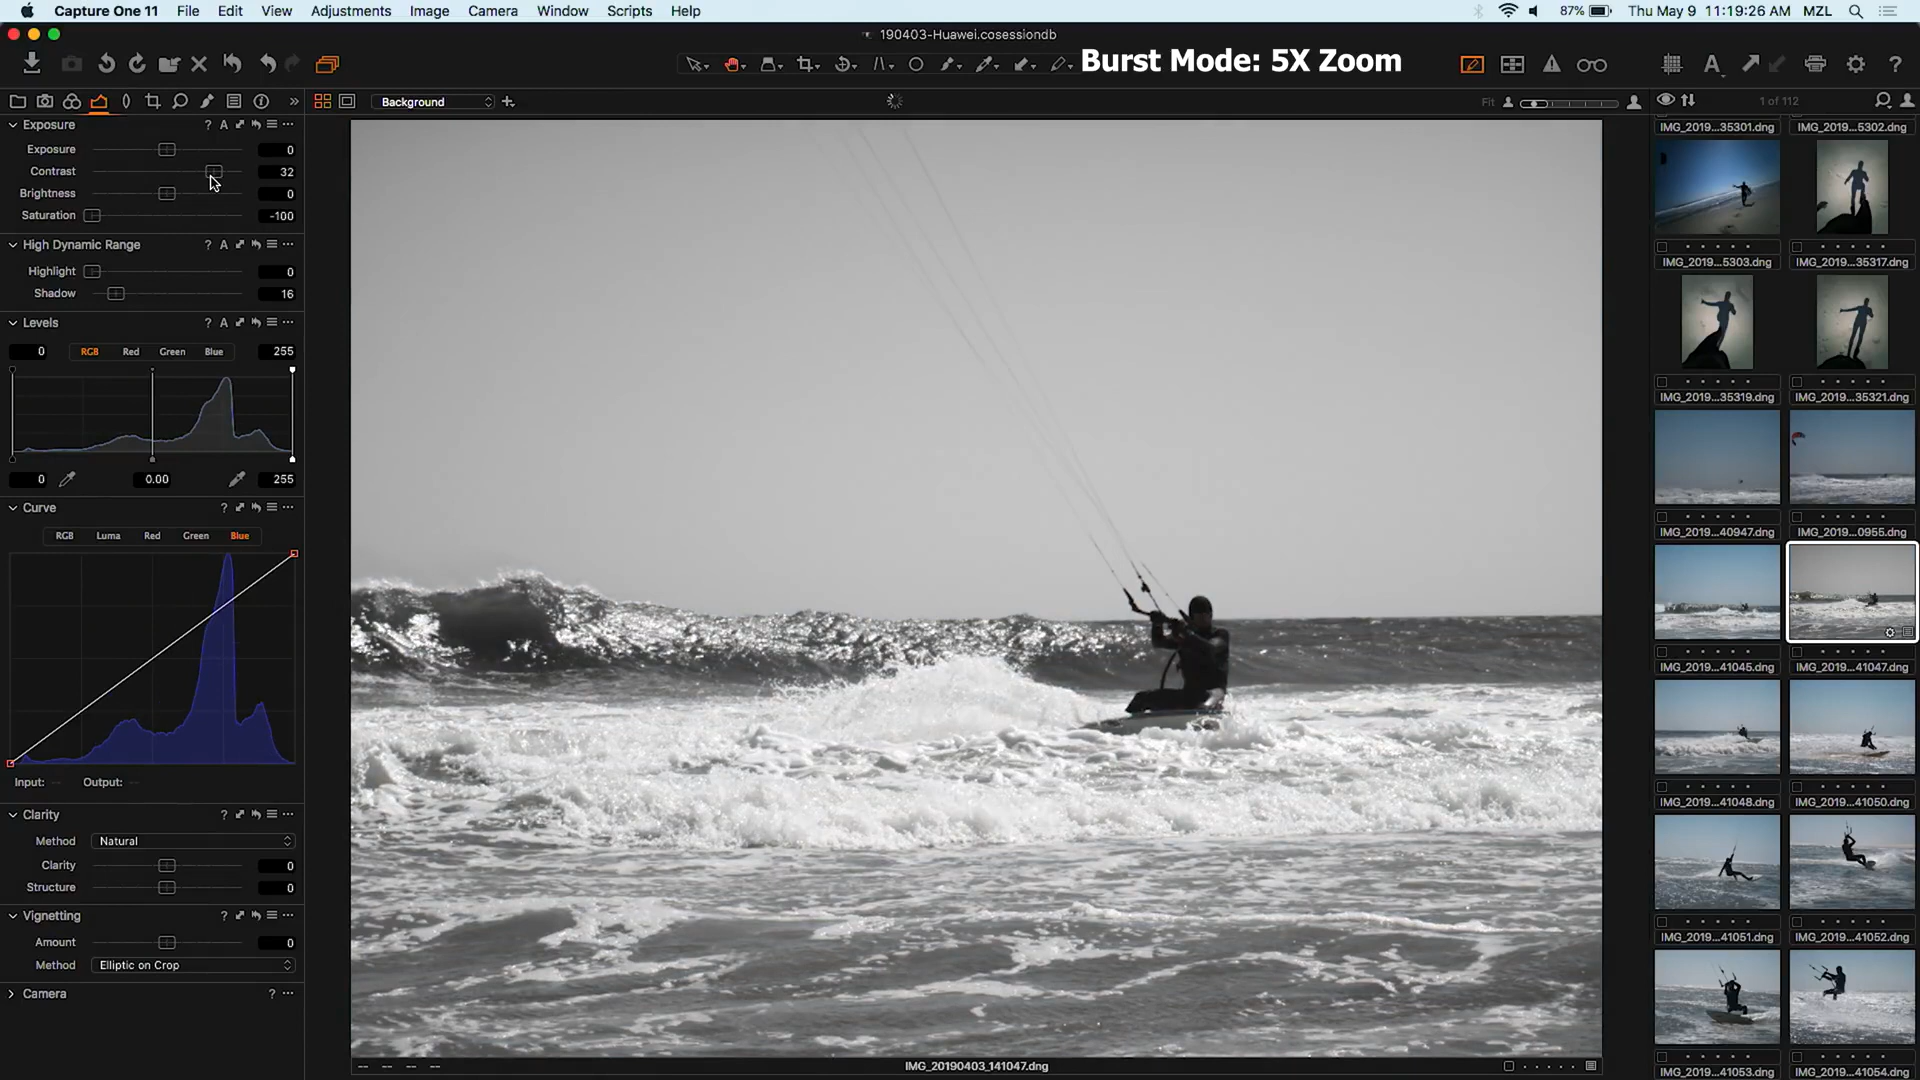 Capture One 11 File Edit View Adjustments Image Camera Window Scripts Help
87% Thu May 9 11:19:26 AM MZL
190403-Huawei.cosessiondb
Burst Mode: 5X Zoom
Background
Fit
1 of 112
Exposure
Exposure 0
Contrast 32
Brightness 0
Saturation -100
High Dynamic Range
Highlight 0
Shadow 16
Levels
0 RGB Red Green Blue 255
0 0.00 255
Curve
RGB Luma Red Green Blue
Input: -- Output: --
Clarity
Method Natural
Clarity 0
Structure 0
Vignetting
Amount 0
Method Elliptic on Crop
Camera
-- -- -- --
IMG_20190403_141047.dng
IMG_2019...35301.dng IMG_2019...5302.dng
IMG_2019...5303.dng IMG_2019...35317.dng
IMG_2019...35319.dng IMG_2019...35321.dng
IMG_2019...40947.dng IMG_2019...0955.dng
IMG_2019...41045.dng IMG_2019...41047.dng
IMG_2019...41048.dng IMG_2019...41050.dng
IMG_2019...41051.dng IMG_2019...41052.dng
IMG_2019...41053.dng IMG_2019...41054.dng